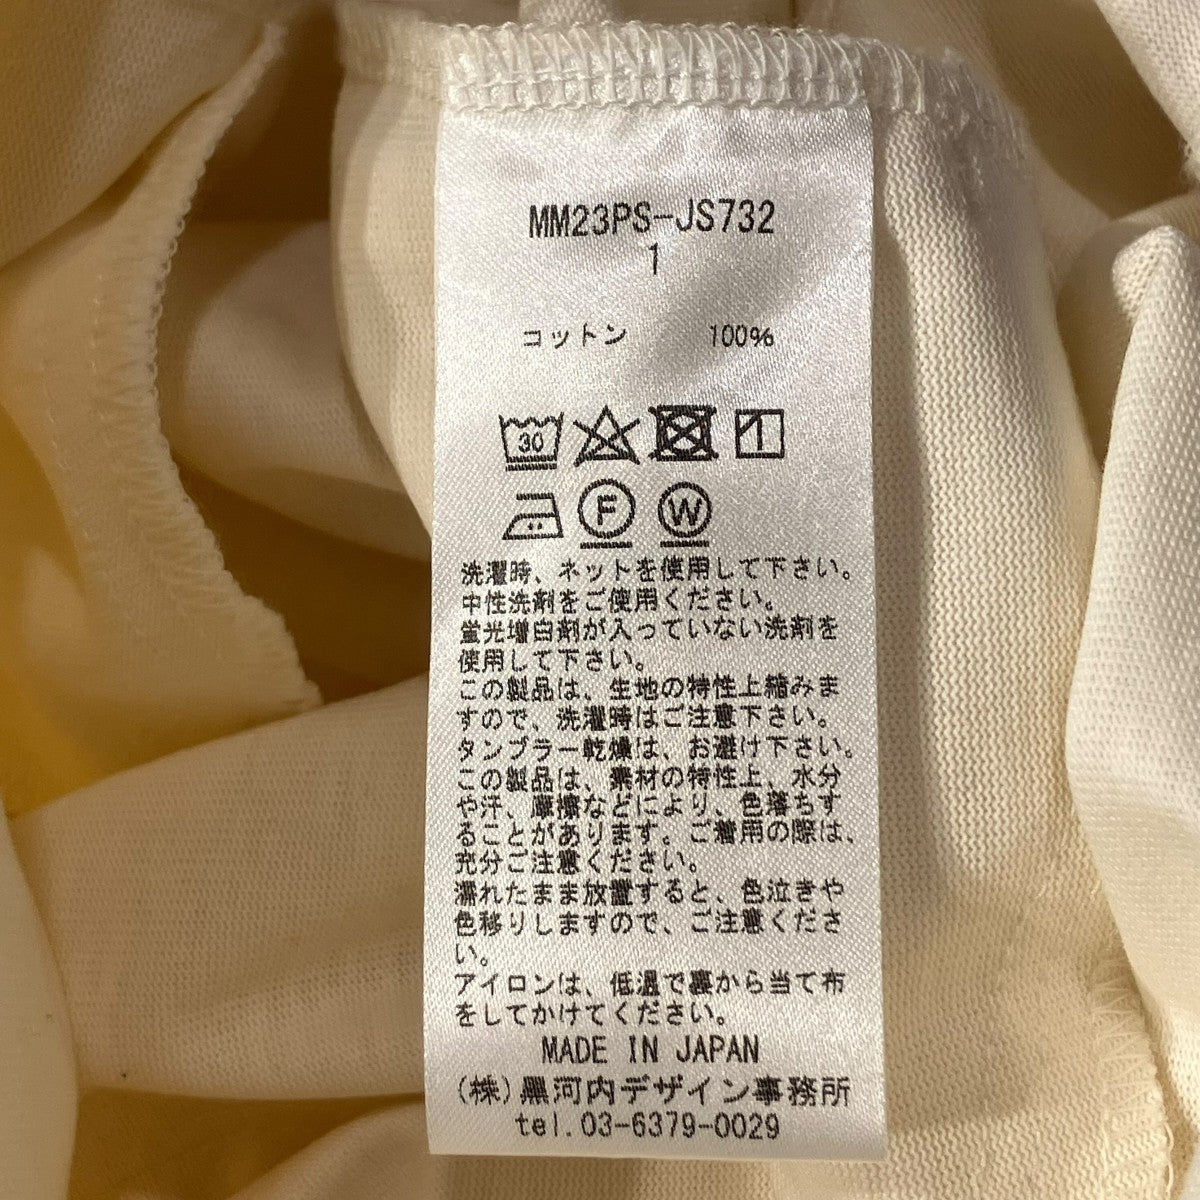 MM23PS-JS732
1
コットン 100%
30
F W
洗濯時、ネットを使用して下さい。
中性洗剤をご使用ください。
蛍光増白剤が入っていない洗剤を
使用して下さい。
この製品は、生地の特性上縮みま
すので、洗濯時はご注意下さい。
タンブラー乾燥は、お避け下さい。
この製品は、素材の特性上、水分
や汗、摩擦などにより、色落ちす
ることがあります。ご着用の際は、
充分ご注意ください。
濡れたまま放置すると、色泣きや
色移りしますので、ご注意くださ
い。
アイロンは、低温で裏から当て布
をしてかけてください。
MADE IN JAPAN
(株)黒河内デザイン事務所
tel.03-6379-0029